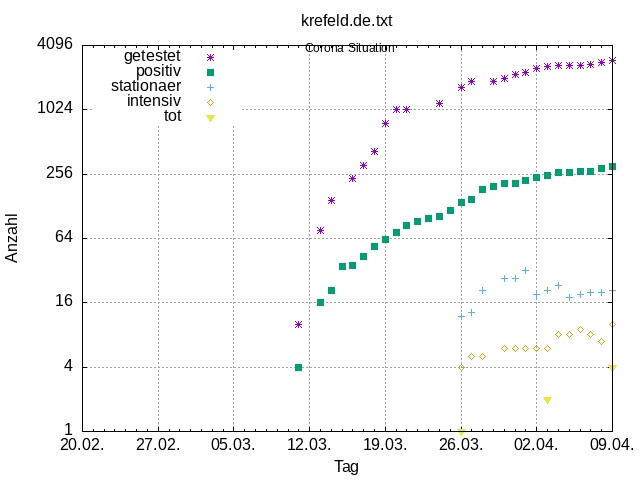 krefeld.de.txt
Corona Situation
4096
1024
256
64
16
4
1
Anzahl
getestet
positiv
stationaer
intensiv
tot
20.02. 27.02. 05.03. 12.03. 19.03. 26.03. 02.04. 09.04.
Tag